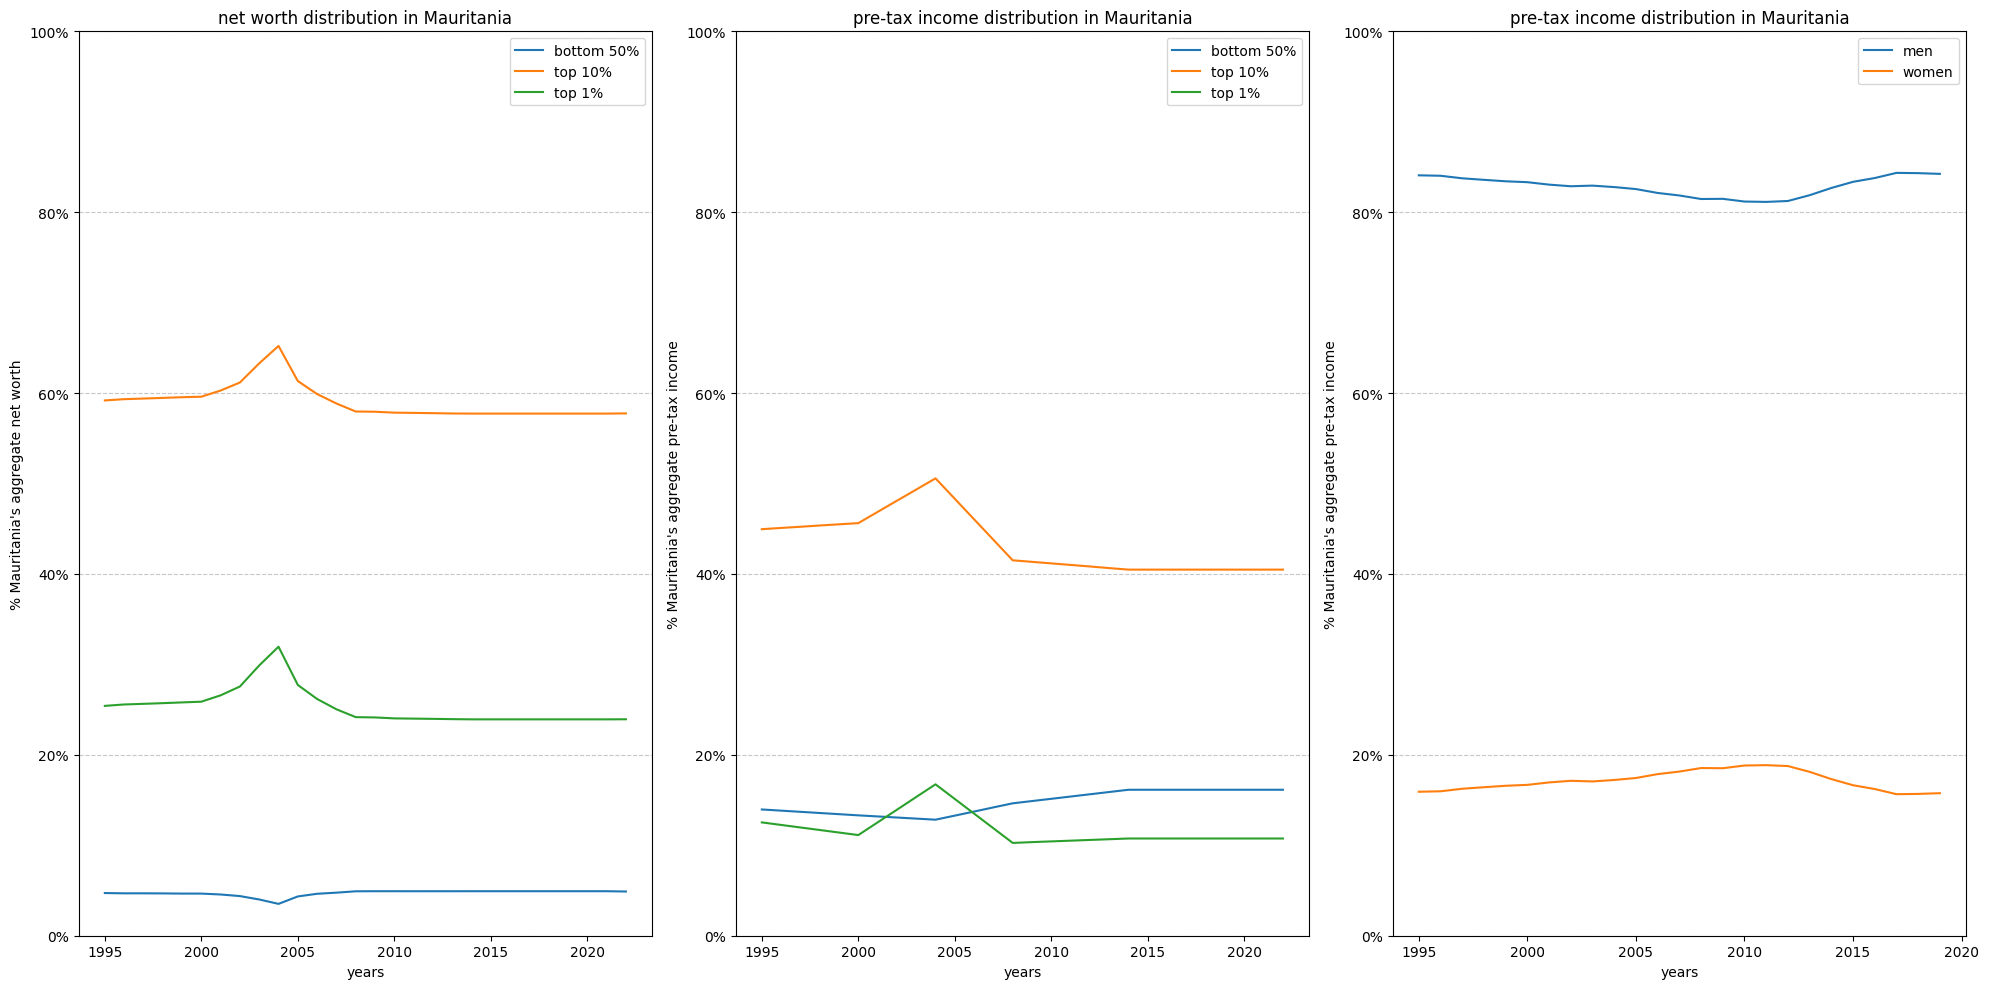 net worth distribution in Mauritania
% Mauritania's aggregate net worth
100%
80%
60%
40%
20%
0%
bottom 50%
top 10%
top 1%
1995
2000
2005
2010
2015
2020
years
pre-tax income distribution in Mauritania
% Mauritania's aggregate pre-tax income
100%
80%
60%
40%
20%
0%
bottom 50%
top 10%
top 1%
1995
2000
2005
2010
2015
2020
years
pre-tax income distribution in Mauritania
% Mauritania's aggregate pre-tax income
100%
80%
60%
40%
20%
0%
men
women
1995
2000
2005
2010
2015
2020
years